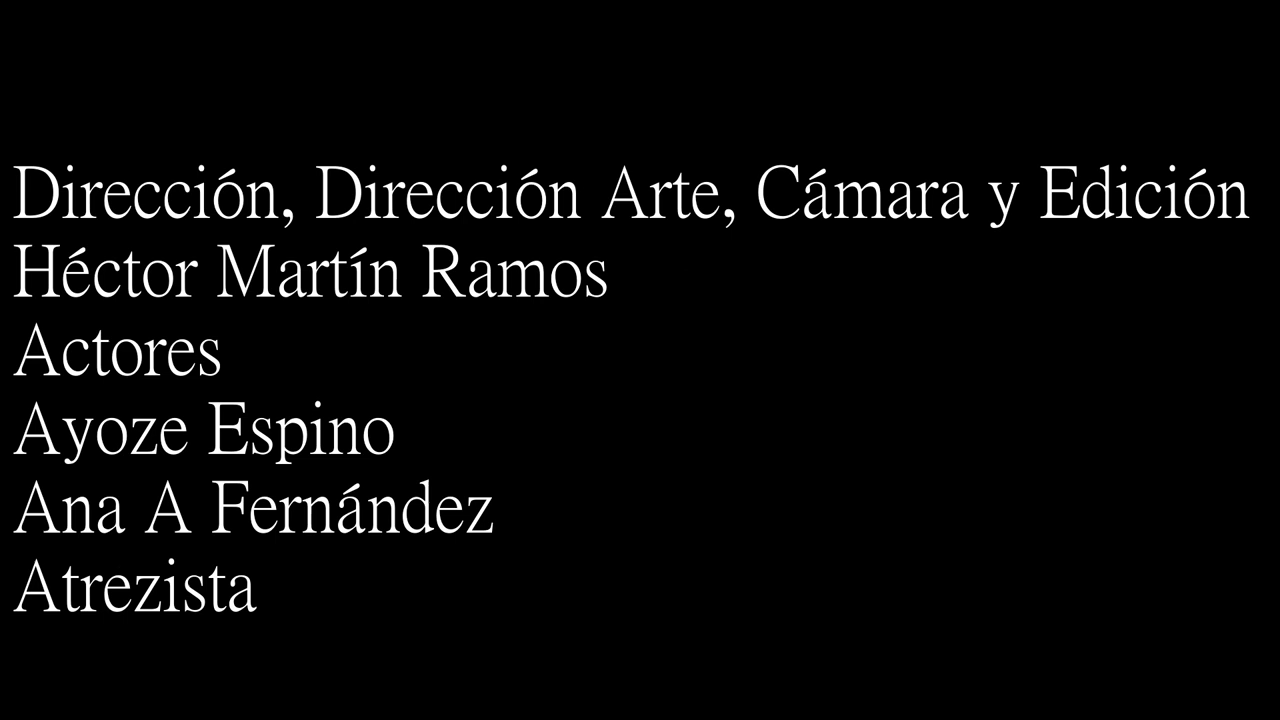 Dirección, Dirección Arte, Cámara y Edición
Héctor Martín Ramos
Actores
Ayoze Espino
Ana A Fernández
Atrezista